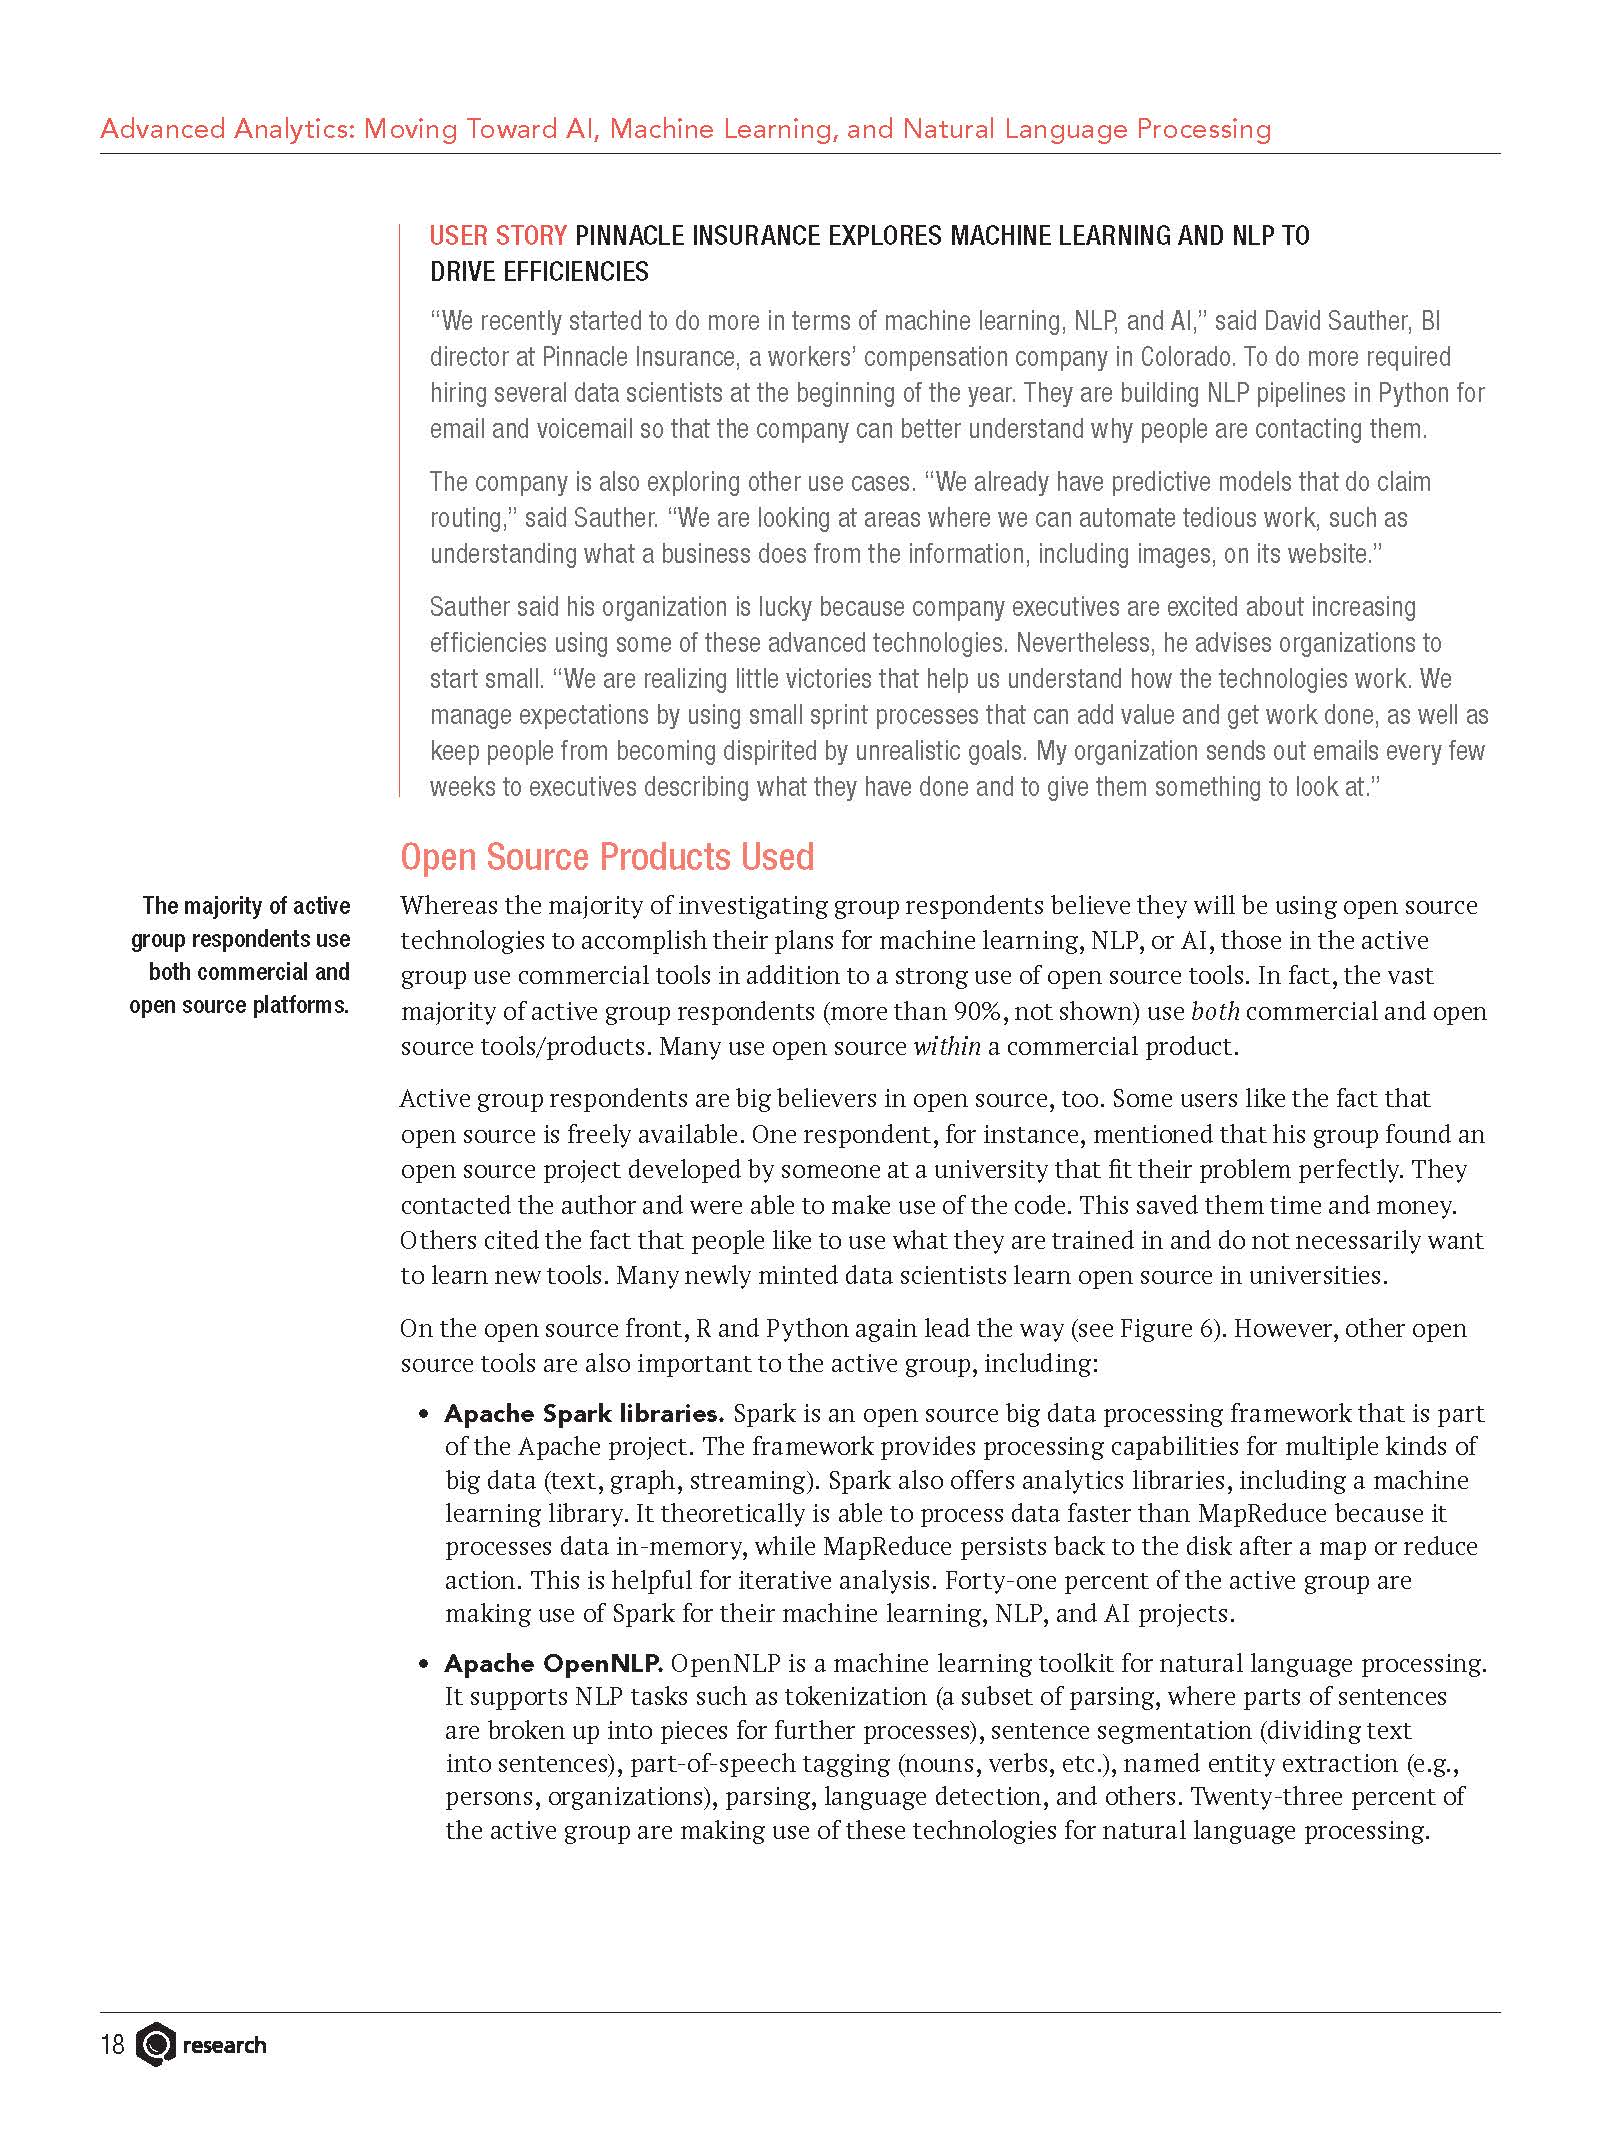 Advanced Analytics: Moving Toward AI, Machine Learning, and Natural Language Processing
USER STORY PINNACLE INSURANCE EXPLORES MACHINE LEARNING AND NLP TO
DRIVE EFFICIENCIES
“We recently started to do more in terms of machine learning, NLP, and AI,” said David Sauther, BI
director at Pinnacle Insurance, a workers’ compensation company in Colorado. To do more required
hiring several data scientists at the beginning of the year. They are building NLP pipelines in Python for
email and voicemail so that the company can better understand why people are contacting them.
The company is also exploring other use cases. “We already have predictive models that do claim
routing,” said Sauther. “We are looking at areas where we can automate tedious work, such as
understanding what a business does from the information, including images, on its website.”
Sauther said his organization is lucky because company executives are excited about increasing
efficiencies using some of these advanced technologies. Nevertheless, he advises organizations to
start small. “We are realizing little victories that help us understand how the technologies work. We
manage expectations by using small sprint processes that can add value and get work done, as well as
keep people from becoming dispirited by unrealistic goals. My organization sends out emails every few
weeks to executives describing what they have done and to give them something to look at.”
Open Source Products Used
The majority of active
group respondents use
both commercial and
open source platforms.
Whereas the majority of investigating group respondents believe they will be using open source
technologies to accomplish their plans for machine learning, NLP, or AI, those in the active
group use commercial tools in addition to a strong use of open source tools. In fact, the vast
majority of active group respondents (more than 90%, not shown) use both commercial and open
source tools/products. Many use open source within a commercial product.
Active group respondents are big believers in open source, too. Some users like the fact that
open source is freely available. One respondent, for instance, mentioned that his group found an
open source project developed by someone at a university that fit their problem perfectly. They
contacted the author and were able to make use of the code. This saved them time and money.
Others cited the fact that people like to use what they are trained in and do not necessarily want
to learn new tools. Many newly minted data scientists learn open source in universities.
On the open source front, R and Python again lead the way (see Figure 6). However, other open
source tools are also important to the active group, including:
• Apache Spark libraries. Spark is an open source big data processing framework that is part
of the Apache project. The framework provides processing capabilities for multiple kinds of
big data (text, graph, streaming). Spark also offers analytics libraries, including a machine
learning library. It theoretically is able to process data faster than MapReduce because it
processes data in-memory, while MapReduce persists back to the disk after a map or reduce
action. This is helpful for iterative analysis. Forty-one percent of the active group are
making use of Spark for their machine learning, NLP, and AI projects.
• Apache OpenNLP. OpenNLP is a machine learning toolkit for natural language processing.
It supports NLP tasks such as tokenization (a subset of parsing, where parts of sentences
are broken up into pieces for further processes), sentence segmentation (dividing text
into sentences), part-of-speech tagging (nouns, verbs, etc.), named entity extraction (e.g.,
persons, organizations), parsing, language detection, and others. Twenty-three percent of
the active group are making use of these technologies for natural language processing.
18 research